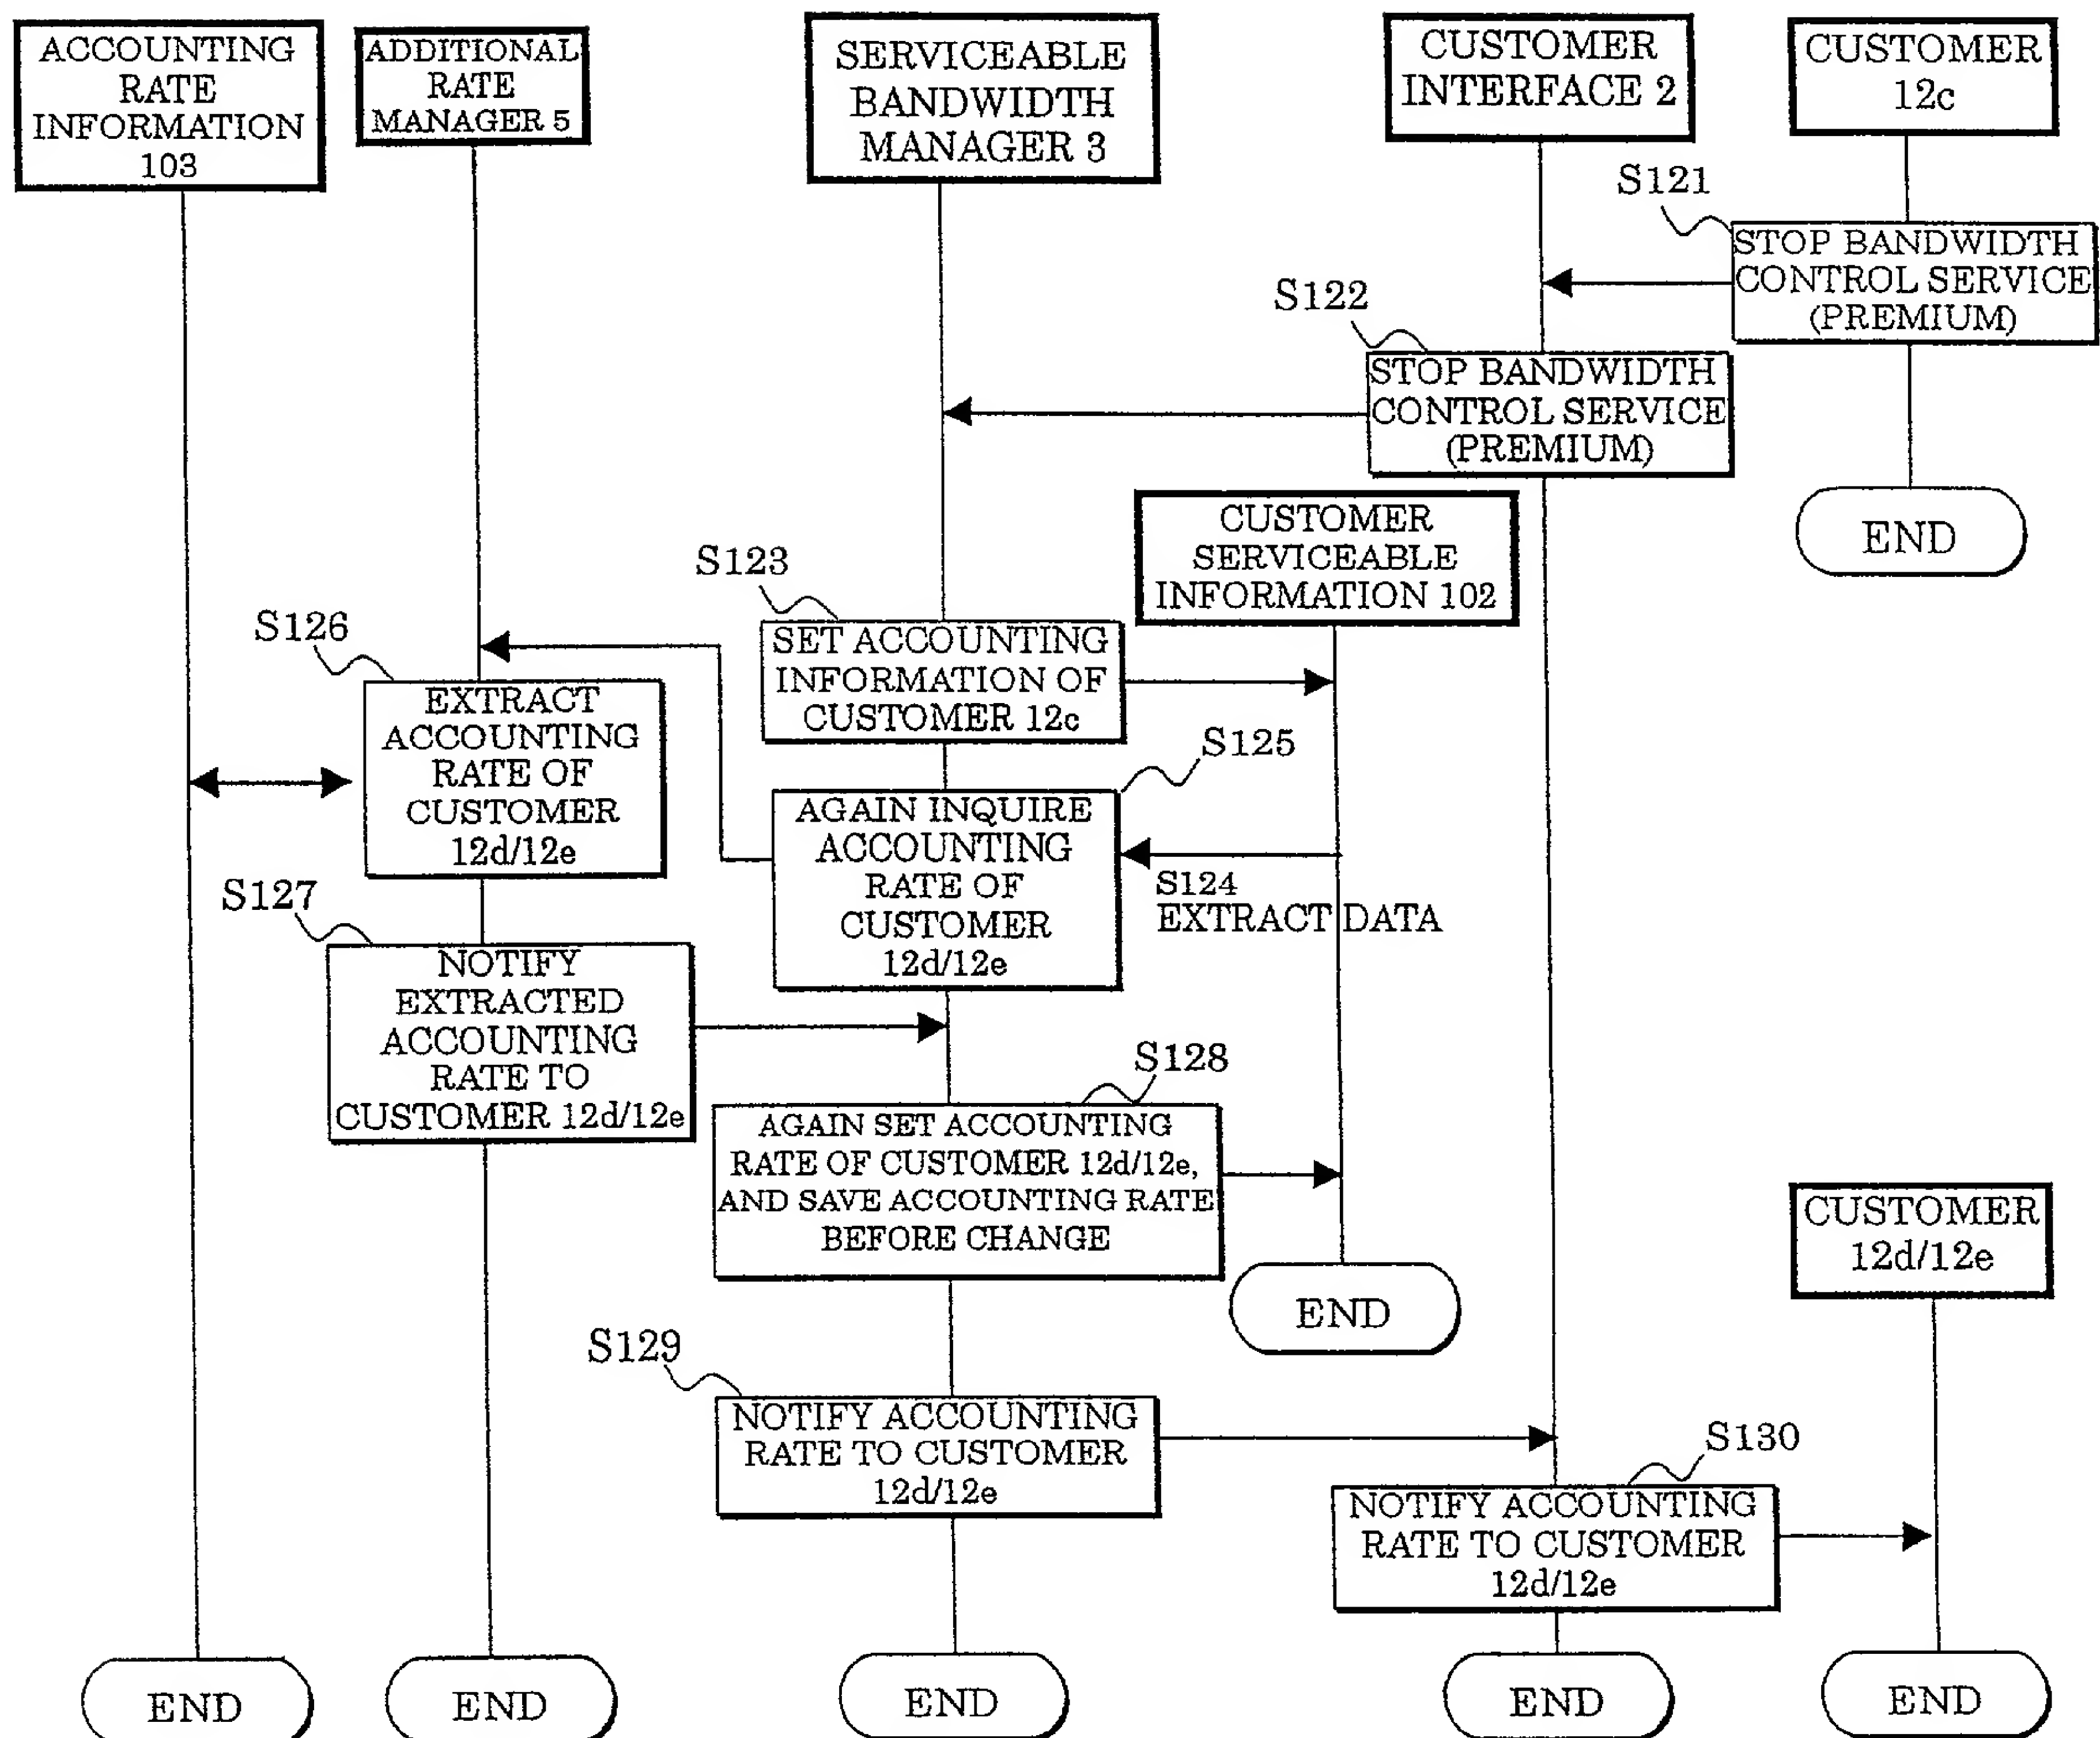 ACCOUNTING
RATE
INFORMATION
103
ADDITIONAL
RATE
MANAGER 5
SERVICEABLE
BANDWIDTH
MANAGER 3
CUSTOMER
INTERFACE 2
CUSTOMER
12c
S121
STOP BANDWIDTH
CONTROL SERVICE
(PREMIUM)
S122
STOP BANDWIDTH
CONTROL SERVICE
(PREMIUM)
END
CUSTOMER
SERVICEABLE
INFORMATION 102
S123
SET ACCOUNTING
INFORMATION OF
CUSTOMER 12c
S126
EXTRACT
ACCOUNTING
RATE OF
CUSTOMER
12d/12e
S125
AGAIN INQUIRE
ACCOUNTING
RATE OF
CUSTOMER
12d/12e
S124
EXTRACT DATA
S127
NOTIFY
EXTRACTED
ACCOUNTING
RATE TO
CUSTOMER 12d/12e
S128
AGAIN SET ACCOUNTING
RATE OF CUSTOMER 12d/12e,
AND SAVE ACCOUNTING RATE
BEFORE CHANGE
CUSTOMER
12d/12e
END
S129
NOTIFY ACCOUNTING
RATE TO CUSTOMER
12d/12e
S130
NOTIFY ACCOUNTING
RATE TO CUSTOMER
12d/12e
END
END
END
END
END